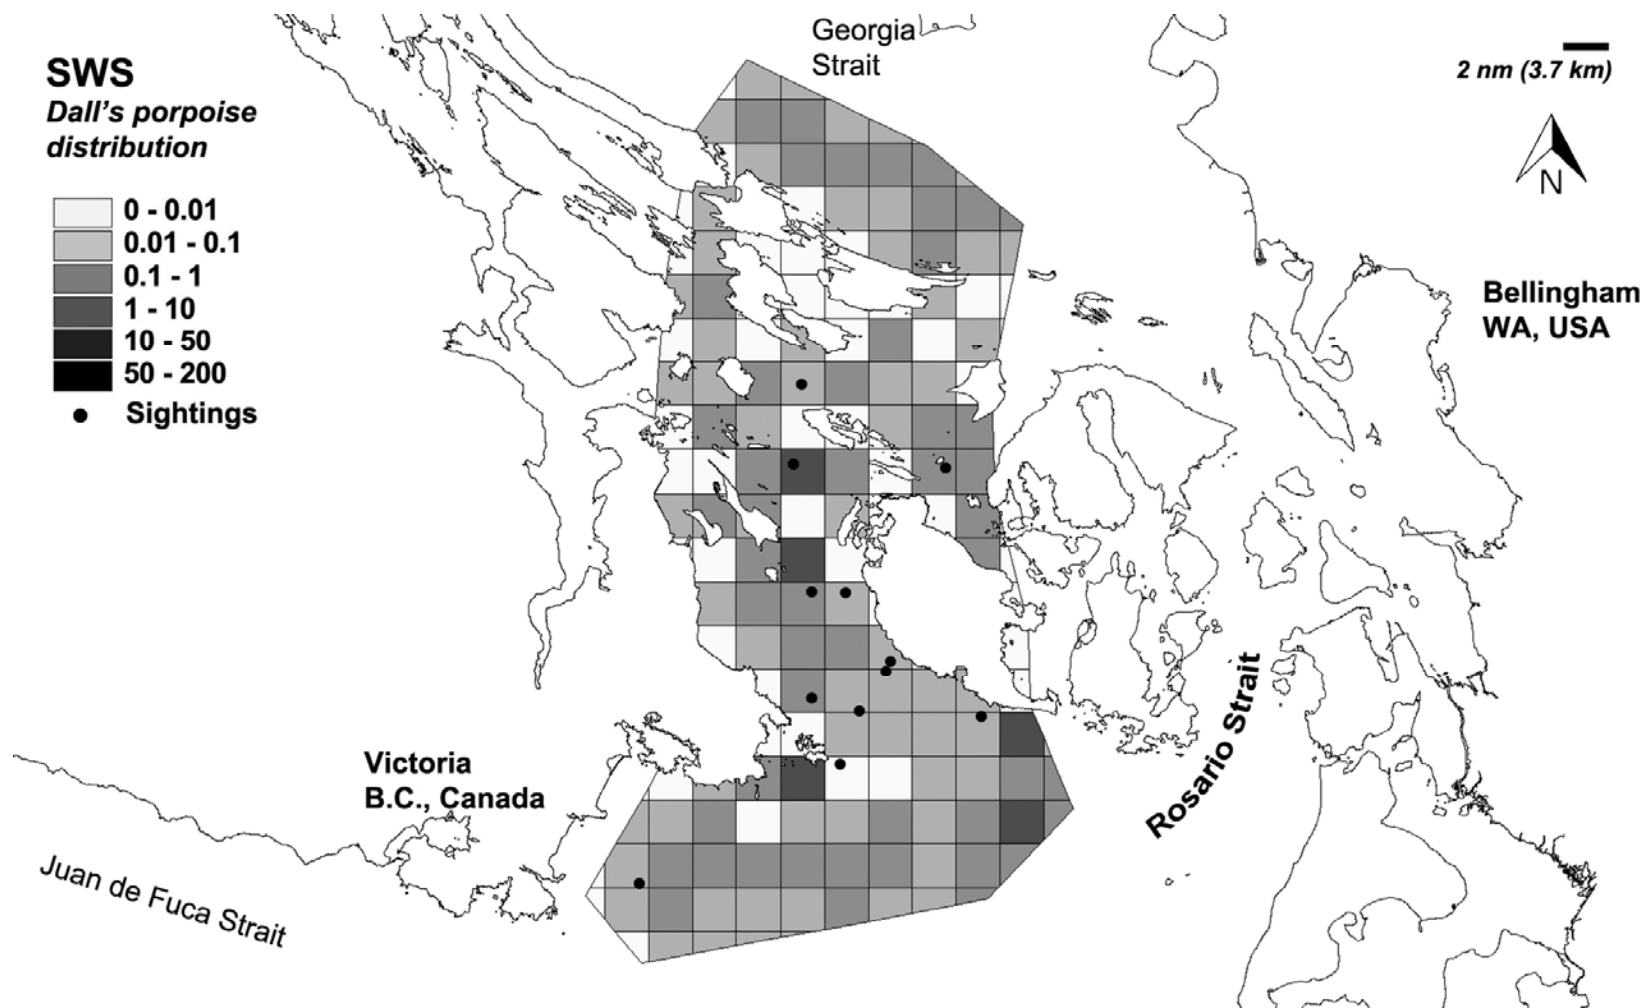 Georgia
Strait
SWS
Dall's porpoise
distribution
0 - 0.01
0.01 - 0.1
0.1 - 1
1 - 10
10 - 50
50 - 200
Sightings
2 nm (3.7 km)
N
Bellingham
WA, USA
Victoria
B.C., Canada
Juan de Fuca Strait
Rosario Strait